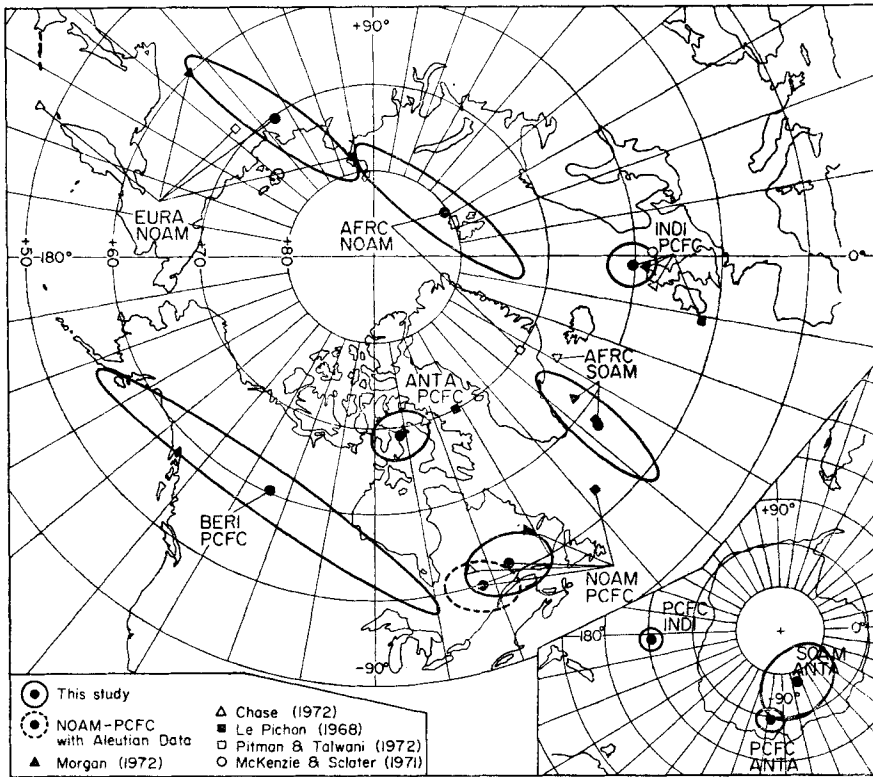 +90°
EURA
NOAM
AFRC
NOAM
INDI
PCFC
+50
180°
+60
+70
+80
0°
AFRC
SOAM
ANTA
PCFC
BERI
PCFC
NOAM
PCFC
-90°
+90°
PCFC
INDI
180°
0°
SOAM
ANTA
-90°
PCFC
ANTA
This study
NOAM-PCFC
with Aleutian Data
Morgan (1972)
Chase (1972)
Le Pichon (1968)
Pitman & Talwani (1972)
McKenzie & Sclater (1971)